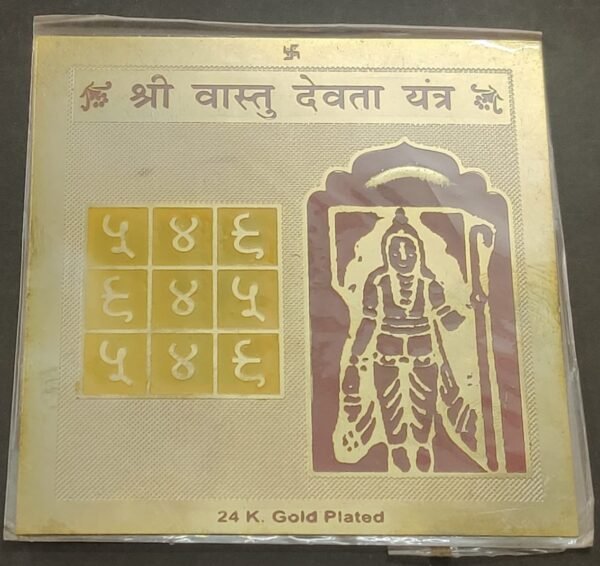 श्री वास्तु देवता यंत्र
५ ४ ६
६ ४ ५
५ ४ ६
24 K. Gold Plated